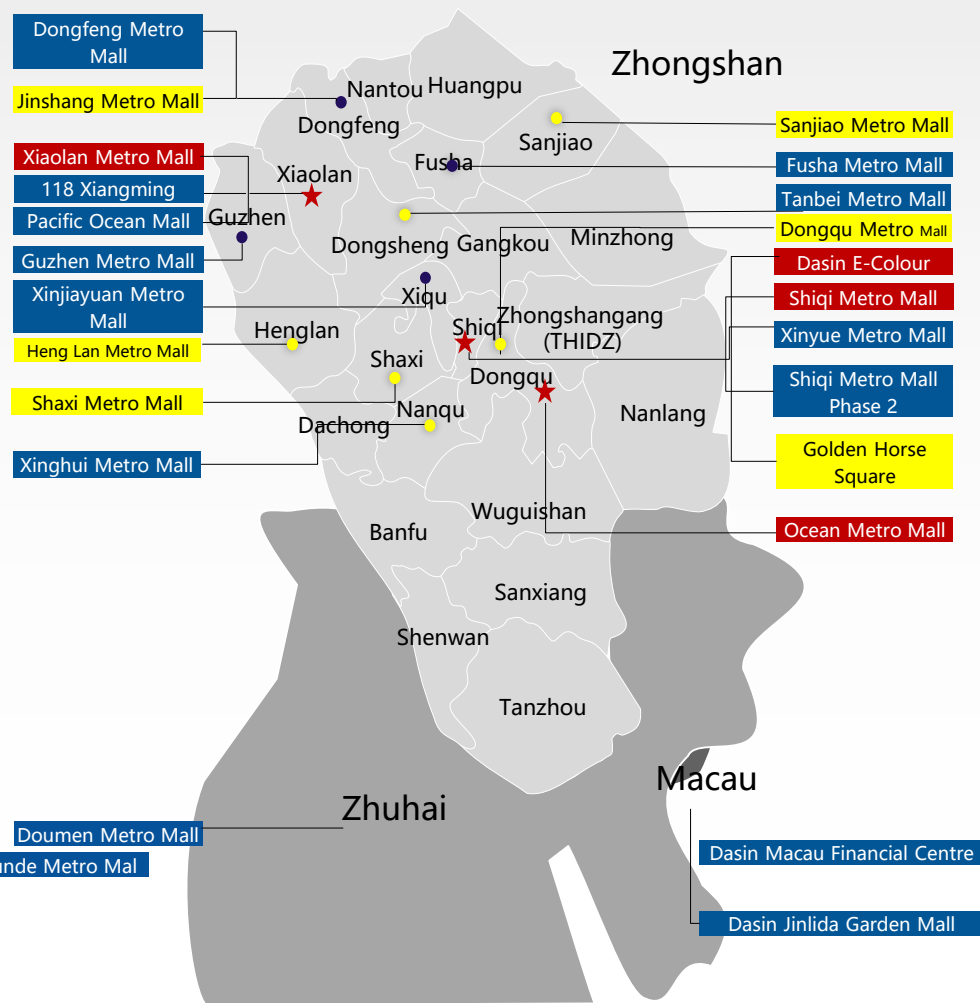 Dongfeng Metro
Mall
Jinshang Metro Mall
Xiaolan Metro Mall
118 Xiangming
Pacific Ocean Mall
Guzhen Metro Mall
Xinjiayuan Metro
Mall
Heng Lan Metro Mall
Shaxi Metro Mall
Xinghui Metro Mall
Zhongshan
Nantou
Huangpu
Dongfeng
Sanjiao
Fusha
Xiaolan
Guzhen
Dongsheng
Gangkou
Minzhong
Xiqu
Henglan
Shiqi
Zhongshangang
(THIDZ)
Shaxi
Dongqu
Nanqu
Dachong
Nanlang
Banfu
Wuguishan
Sanxiang
Shenwan
Tanzhou
Sanjiao Metro Mall
Fusha Metro Mall
Tanbei Metro Mall
Dongqu Metro Mall
Dasin E-Colour
Shiqi Metro Mall
Xinyue Metro Mall
Shiqi Metro Mall
Phase 2
Golden Horse
Square
Ocean Metro Mall
Macau
Zhuhai
Doumen Metro Mall
unde Metro Mal
Dasin Macau Financial Centre
Dasin Jinlida Garden Mall